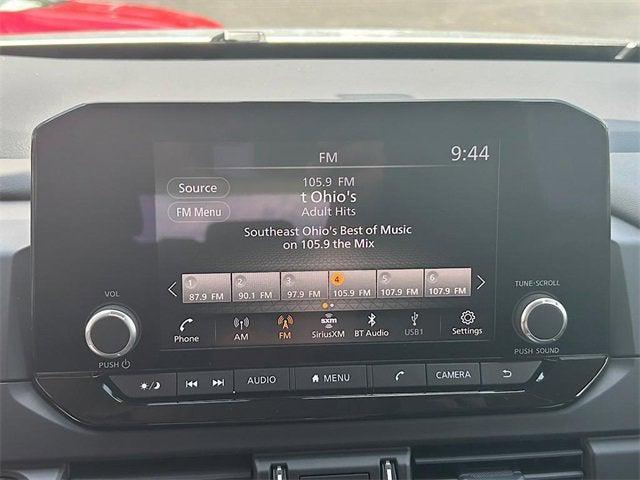 FM
9:44
Source
FM Menu
105.9 FM
t Ohio's
Adult Hits
Southeast Ohio's Best of Music
on 105.9 the Mix
1 2 3 4 5 6
87.9 FM 90.1 FM 97.9 FM 105.9 FM 107.9 FM 107.9 FM
Phone AM FM SiriusXM BT Audio USB1 Settings
sxm
VOL
PUSH
TUNE·SCROLL
PUSH SOUND
AUDIO MENU CAMERA